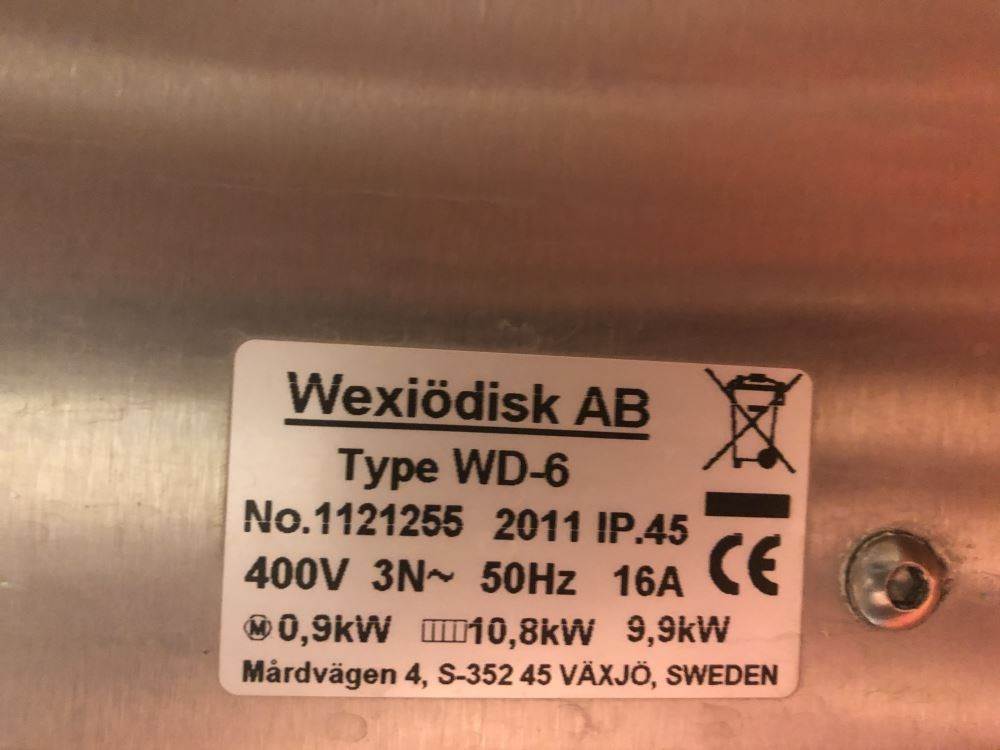 Wexiödisk AB
Type WD-6
No.1121255 2011 IP.45
400V 3N~ 50Hz 16A CE
M 0,9kW 10,8kW 9,9kW
Mårdvägen 4, S-352 45 VÄXJÖ, SWEDEN